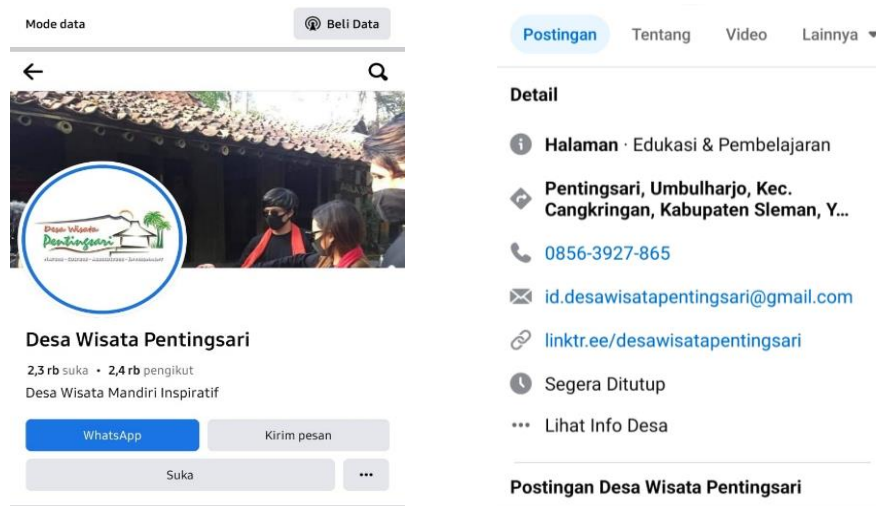 Mode data
Beli Data
Desa Wisata
Pentingsari
Desa Wisata Pentingsari
2,3 rb suka • 2,4 rb pengikut
Desa Wisata Mandiri Inspiratif
WhatsApp
Kirim pesan
Suka
Postingan
Tentang
Video
Lainnya
Detail
Halaman · Edukasi & Pembelajaran
Pentingsari, Umbulharjo, Kec.
Cangkringan, Kabupaten Sleman, Y...
0856-3927-865
id.desawisatapentingsari@gmail.com
linktr.ee/desawisatapentingsari
Segera Ditutup
Lihat Info Desa
Postingan Desa Wisata Pentingsari